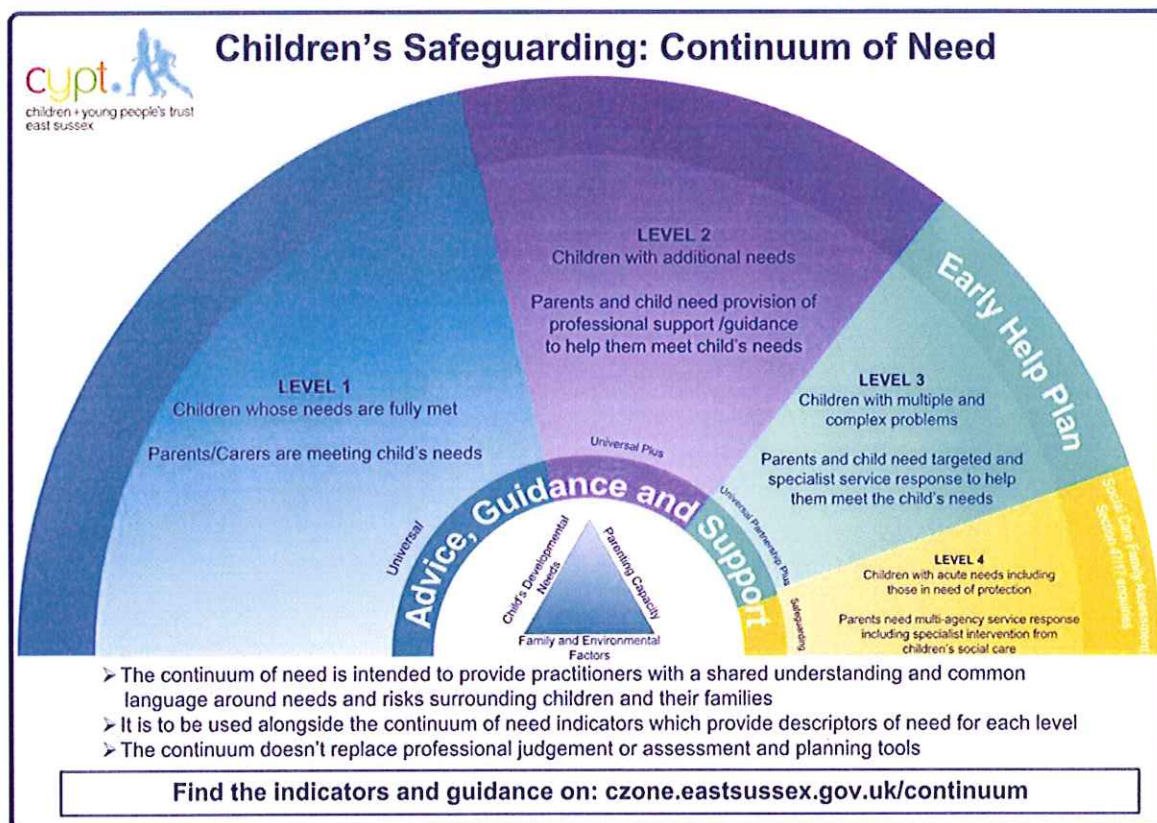 Children's Safeguarding: Continuum of Need
cypt.
children + young people's trust
east sussex
LEVEL 1
Children whose needs are fully met
Parents/Carers are meeting child's needs
LEVEL 2
Children with additional needs
Parents and child need provision of
professional support /guidance
to help them meet child's needs
Early Help Plan
LEVEL 3
Children with multiple and
complex problems
Parents and child need targeted and
specialist service response to help
them meet the child's needs
Social Care Family Assessment
Section 47/17 enquiries
LEVEL 4
Children with acute needs including
those in need of protection
Parents need multi-agency service response
including specialist intervention from
children's social care
Universal
Universal Plus
Universal Partnership Plus
Safeguarding
Advice, Guidance and Support
Child's Developmental
Needs
Parenting Capacity
Family and Environmental
Factors
➢ The continuum of need is intended to provide practitioners with a shared understanding and common
language around needs and risks surrounding children and their families
➢ It is to be used alongside the continuum of need indicators which provide descriptors of need for each level
➢ The continuum doesn't replace professional judgement or assessment and planning tools
Find the indicators and guidance on: czone.eastsussex.gov.uk/continuum